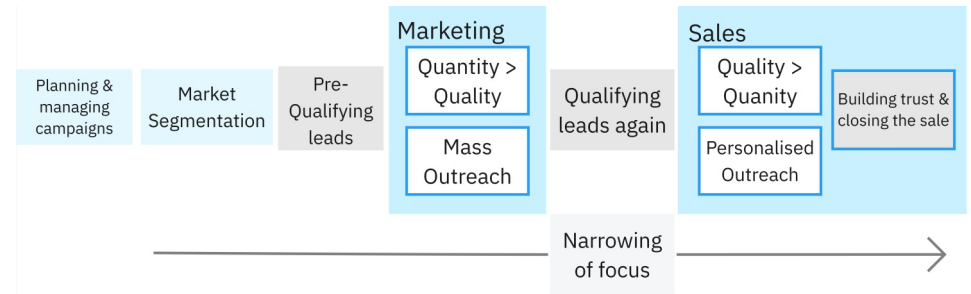 Planning &
managing
campaigns
Market
Segmentation
Pre-
Qualifying
leads
Marketing
Quantity >
Quality
Mass
Outreach
Qualifying
leads again
Sales
Quality >
Quanity
Personalised
Outreach
Building trust &
closing the sale
Narrowing
of focus